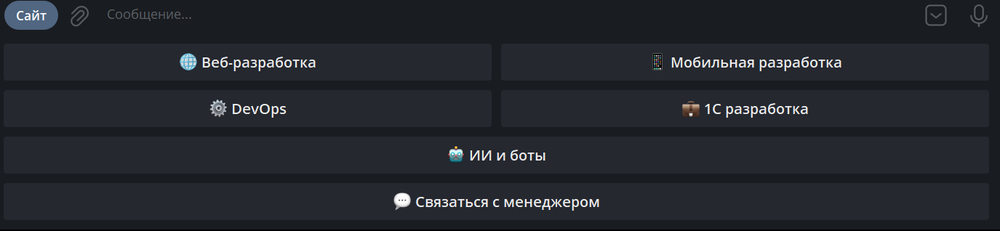 Сайт Сообщение...
Веб-разработка Мобильная разработка
DevOps 1С разработка
ИИ и боты
Связаться с менеджером